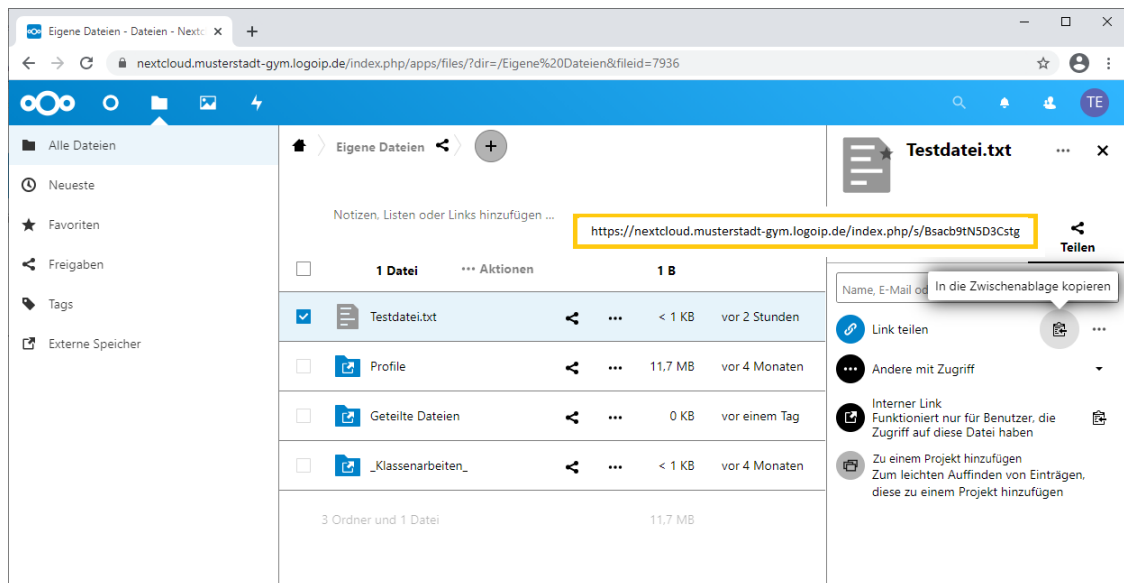 Eigene Dateien - Dateien - Nextc
nextcloud.musterstadt-gym.logoip.de/index.php/apps/files/?dir=/Eigene%20Dateien&fileid=7936
TE
Alle Dateien
Neueste
Favoriten
Freigaben
Tags
Externe Speicher
Eigene Dateien
Notizen, Listen oder Links hinzufügen ...
1 Datei ··· Aktionen 1 B
Testdatei.txt ··· < 1 KB vor 2 Stunden
Profile ··· 11,7 MB vor 4 Monaten
Geteilte Dateien ··· 0 KB vor einem Tag
_Klassenarbeiten_ ··· < 1 KB vor 4 Monaten
3 Ordner und 1 Datei 11,7 MB
Testdatei.txt
https://nextcloud.musterstadt-gym.logoip.de/index.php/s/Bsacb9tN5D3Cstg
Teilen
Name, E-Mail od
In die Zwischenablage kopieren
Link teilen
Andere mit Zugriff
Interner Link
Funktioniert nur für Benutzer, die
Zugriff auf diese Datei haben
Zu einem Projekt hinzufügen
Zum leichten Auffinden von Einträgen,
diese zu einem Projekt hinzufügen